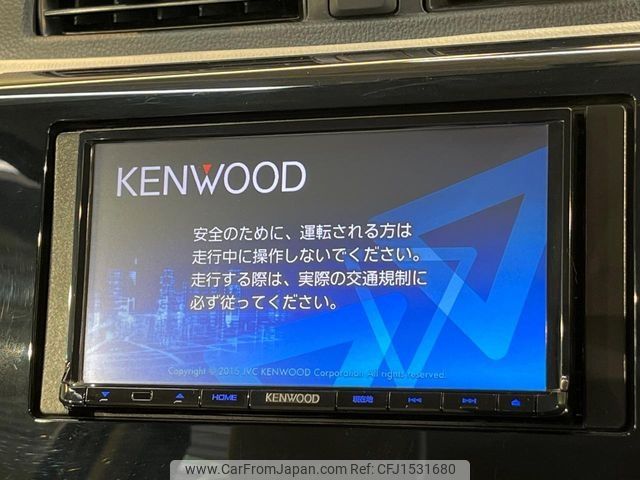 KENWOOD
安全のために、運転される方は
走行中に操作しないでください。
走行する際は、実際の交通規制に
必ず従ってください。
Copyright © 2015 JVC KENWOOD Corporation All rights reserved.
HOME KENWOOD 現在地
www.CarFromJapan.com CFJ1531680